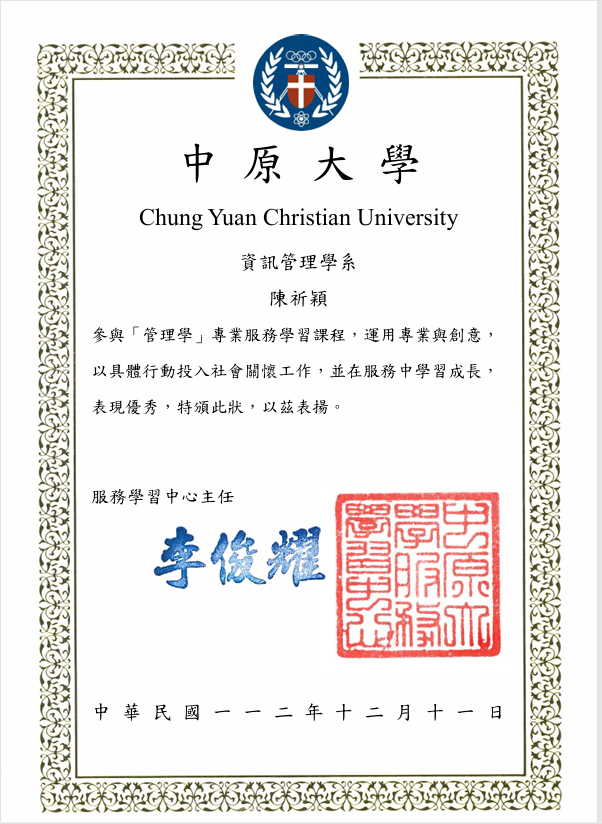 中原大學
Chung Yuan Christian University
資訊管理學系
陳祈穎
參與「管理學」專業服務學習課程，運用專業與創意，
以具體行動投入社會關懷工作，並在服務中學習成長，
表現優秀，特頒此狀，以茲表揚。
服務學習中心主任
李俊耀
中原大
學服務
學習中心
中華民國一一二年十二月十一日